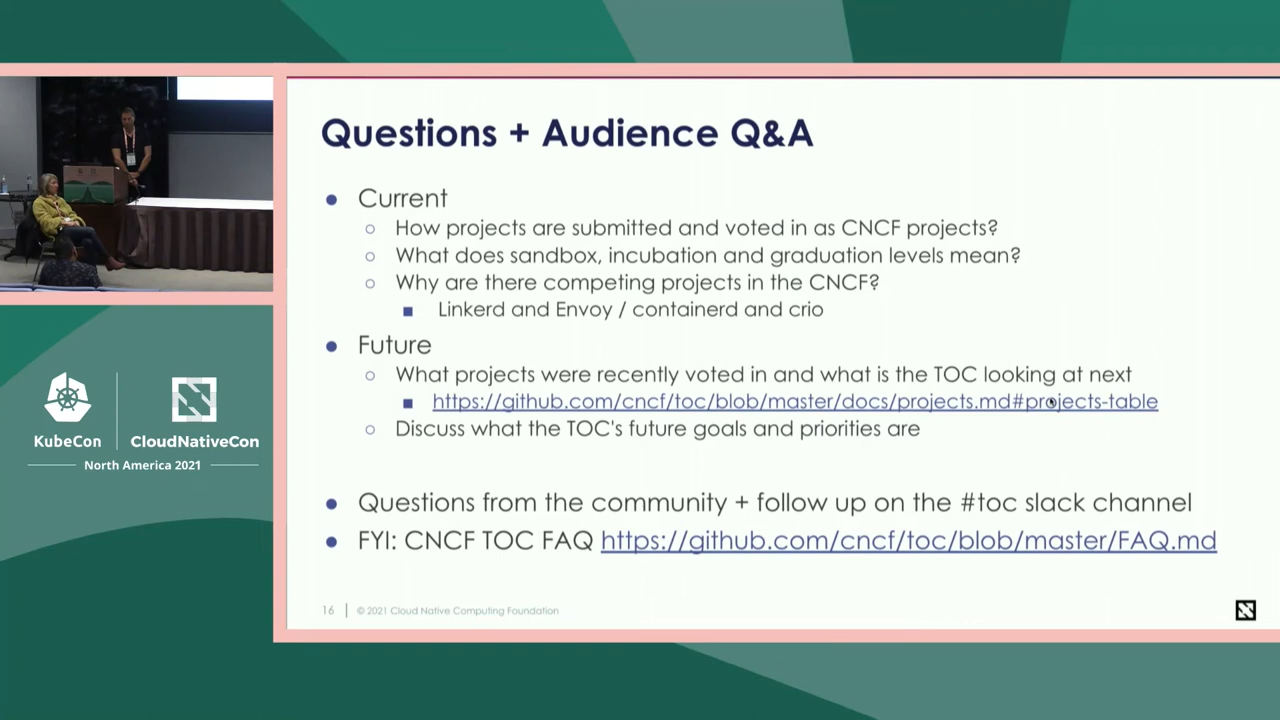 Questions + Audience Q&A
● Current
○ How projects are submitted and voted in as CNCF projects?
○ What does sandbox, incubation and graduation levels mean?
○ Why are there competing projects in the CNCF?
■ Linkerd and Envoy / containerd and crio
● Future
○ What projects were recently voted in and what is the TOC looking at next
■ https://github.com/cncf/toc/blob/master/docs/projects.md#projects-table
○ Discuss what the TOC's future goals and priorities are
● Questions from the community + follow up on the #toc slack channel
● FYI: CNCF TOC FAQ https://github.com/cncf/toc/blob/master/FAQ.md
16 | © 2021 Cloud Native Computing Foundation
KubeCon
CloudNativeCon
North America 2021